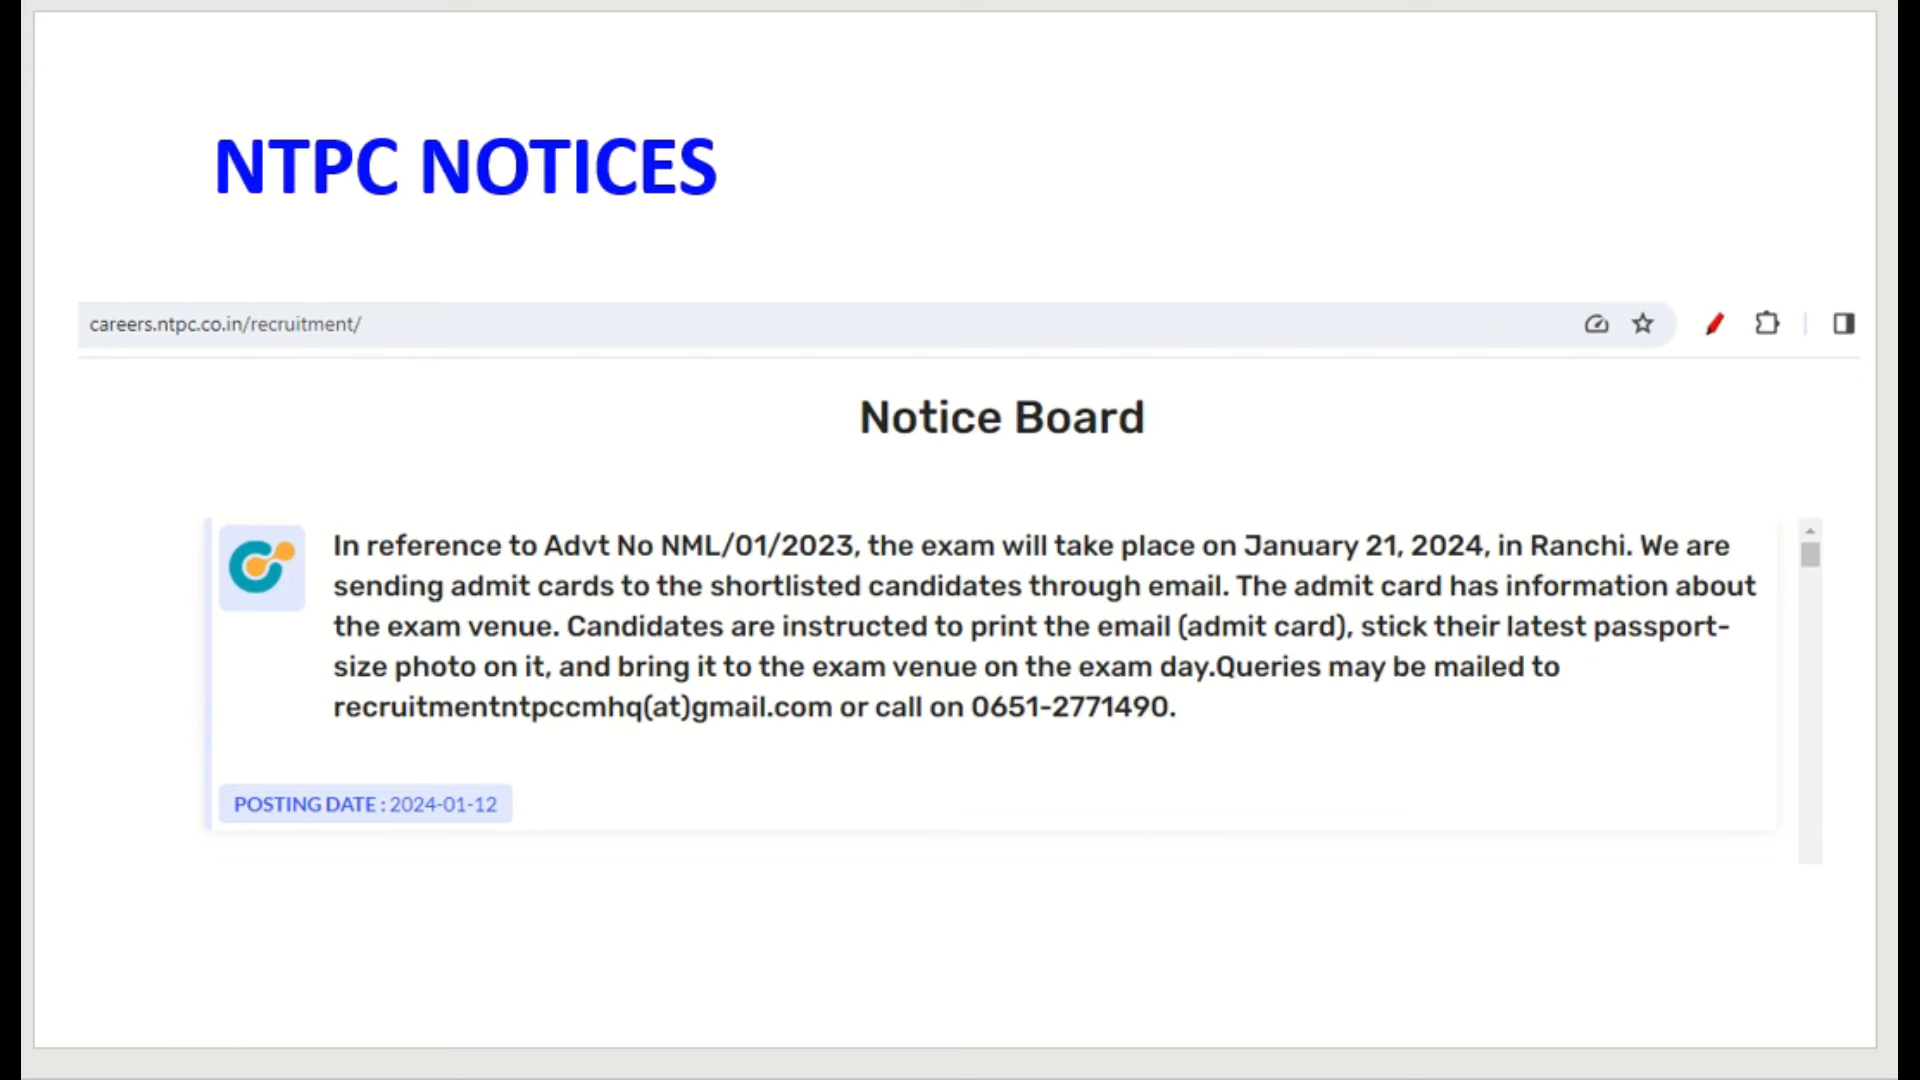 NTPC NOTICES
careers.ntpc.co.in/recruitment/
Notice Board
In reference to Advt No NML/01/2023, the exam will take place on January 21, 2024, in Ranchi. We are
sending admit cards to the shortlisted candidates through email. The admit card has information about
the exam venue. Candidates are instructed to print the email (admit card), stick their latest passport-
size photo on it, and bring it to the exam venue on the exam day.Queries may be mailed to
recruitmentntpccmhq(at)gmail.com or call on 0651-2771490.
POSTING DATE : 2024-01-12